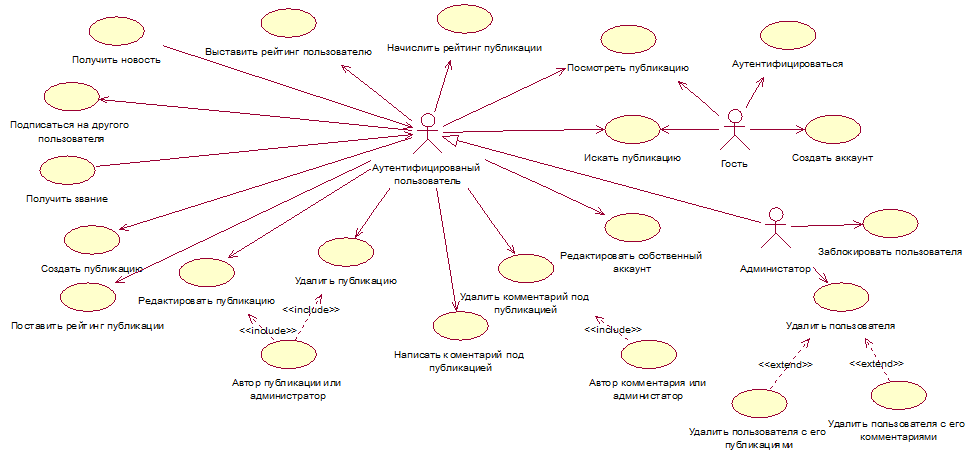 Получить новость
Выставить рейтинг пользователю
Начислить рейтинг публикации
Посмотреть публикацию
Аутентифицироваться
Подписаться на другого
пользователя
Искать публикацию
Гость
Создать аккаунт
Аутентифицированый
пользователь
Получить звание
Создать публикацию
Редактировать публикацию
Удалить публикацию
Удалить комментарий под
публикацией
Редактировать собственный
аккаунт
Администатор
Заблокировать пользователя
Поставить рейтинг публикации
<<include>>
<<include>>
Написать коментарий под
публикацией
<<include>>
Удалить пользователя
Автор публикации или
администратор
Автор комментария или
администатор
<<extend>>
<<extend>>
Удалить пользователя с его
публикациями
Удалить пользователя с его
комментариями